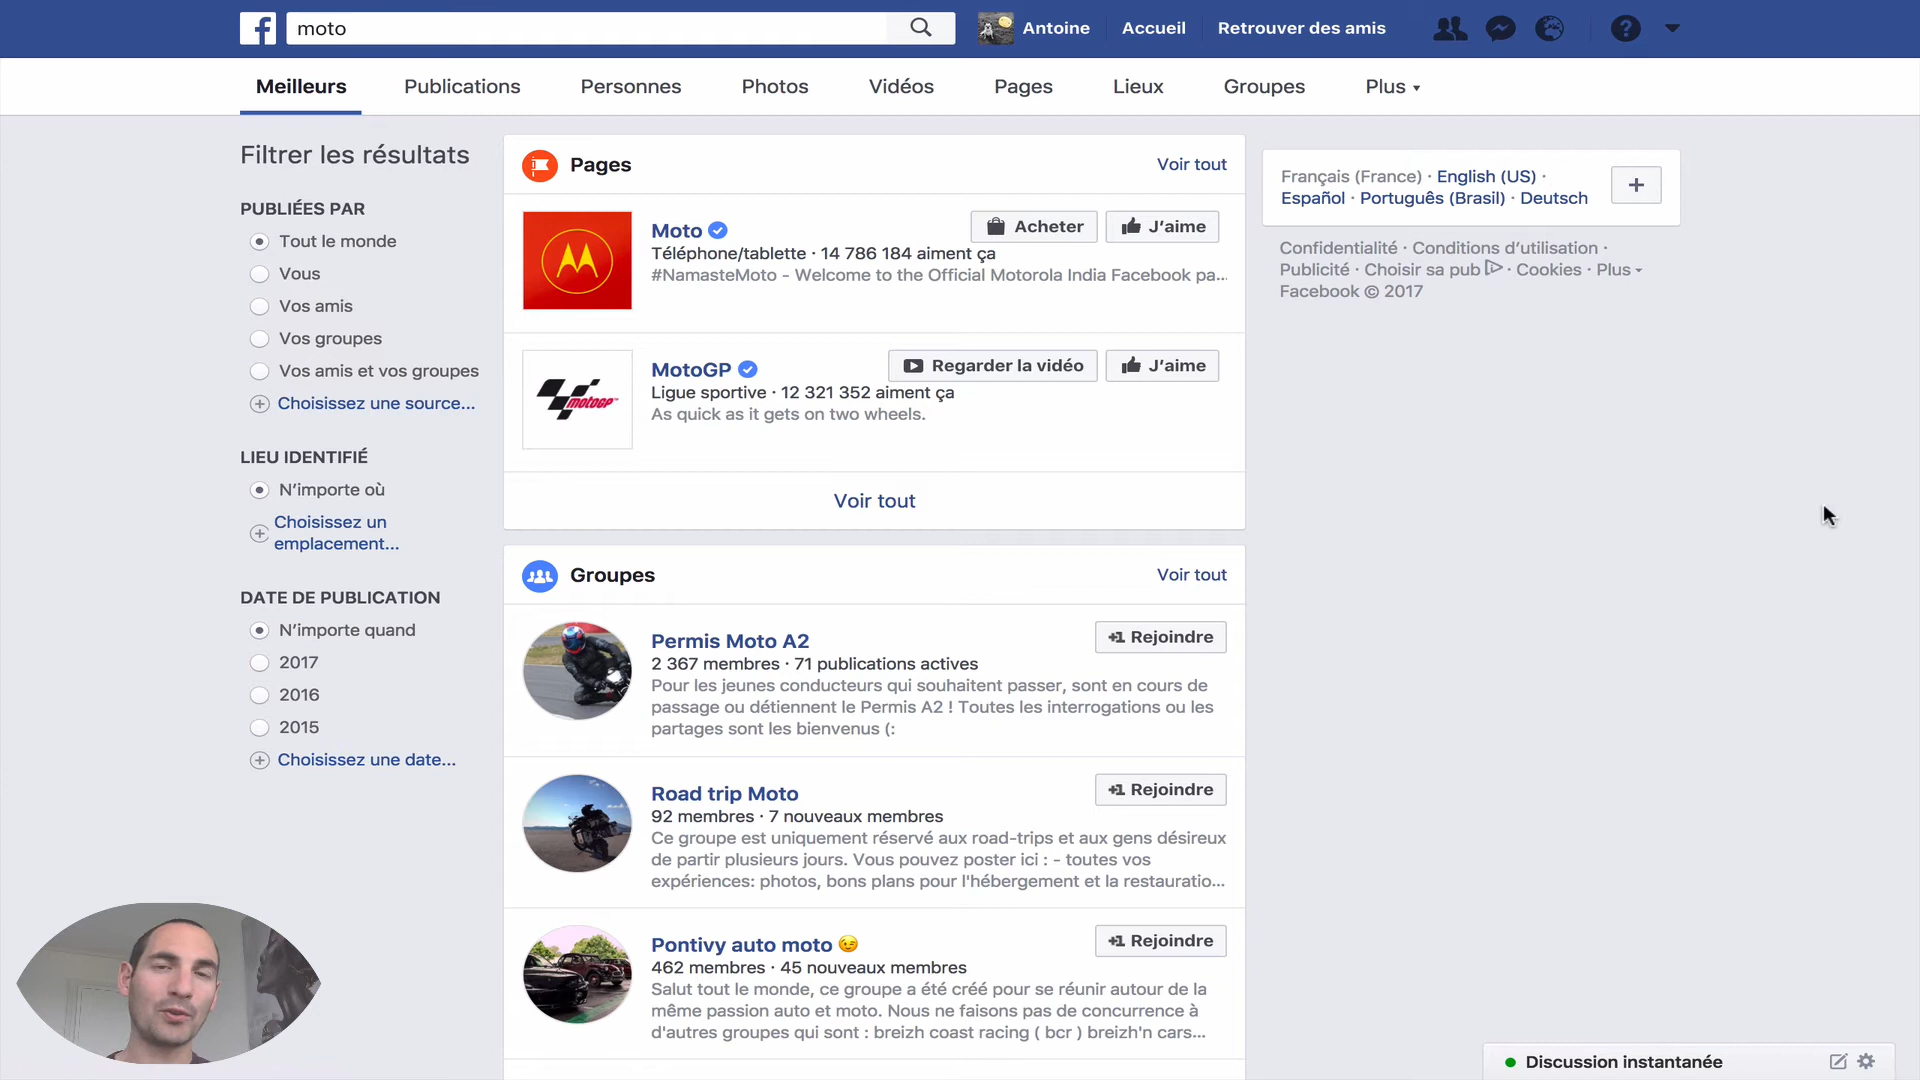 moto
Antoine
Accueil
Retrouver des amis
Meilleurs
Publications
Personnes
Photos
Vidéos
Pages
Lieux
Groupes
Plus
Filtrer les résultats
PUBLIÉES PAR
Tout le monde
Vous
Vos amis
Vos groupes
Vos amis et vos groupes
Choisissez une source...
LIEU IDENTIFIÉ
N'importe où
Choisissez un
emplacement...
DATE DE PUBLICATION
N'importe quand
2017
2016
2015
Choisissez une date...
Pages
Voir tout
Moto
Acheter
J'aime
Téléphone/tablette · 14 786 184 aiment ça
#NamasteMoto - Welcome to the Official Motorola India Facebook pa...
motoGP™
MotoGP
Regarder la vidéo
J'aime
Ligue sportive · 12 321 352 aiment ça
As quick as it gets on two wheels.
Voir tout
Groupes
Voir tout
Permis Moto A2
+1 Rejoindre
2 367 membres · 71 publications actives
Pour les jeunes conducteurs qui souhaitent passer, sont en cours de
passage ou détiennent le Permis A2 ! Toutes les interrogations ou les
partages sont les bienvenus (:
Road trip Moto
+1 Rejoindre
92 membres · 7 nouveaux membres
Ce groupe est uniquement réservé aux road-trips et aux gens désireux
de partir plusieurs jours. Vous pouvez poster ici : - toutes vos
expériences: photos, bons plans pour l'hébergement et la restauratio...
Pontivy auto moto 😉
+1 Rejoindre
462 membres · 45 nouveaux membres
Salut tout le monde, ce groupe a été créé pour se réunir autour de la
même passion auto et moto. Nous ne faisons pas de concurrence à
d'autres groupes qui sont : breizh coast racing ( bcr ) breizh'n cars...
Français (France) · English (US) ·
Español · Português (Brasil) · Deutsch
Confidentialité · Conditions d'utilisation ·
Publicité · Choisir sa pub · Cookies · Plus
Facebook © 2017
Discussion instantanée